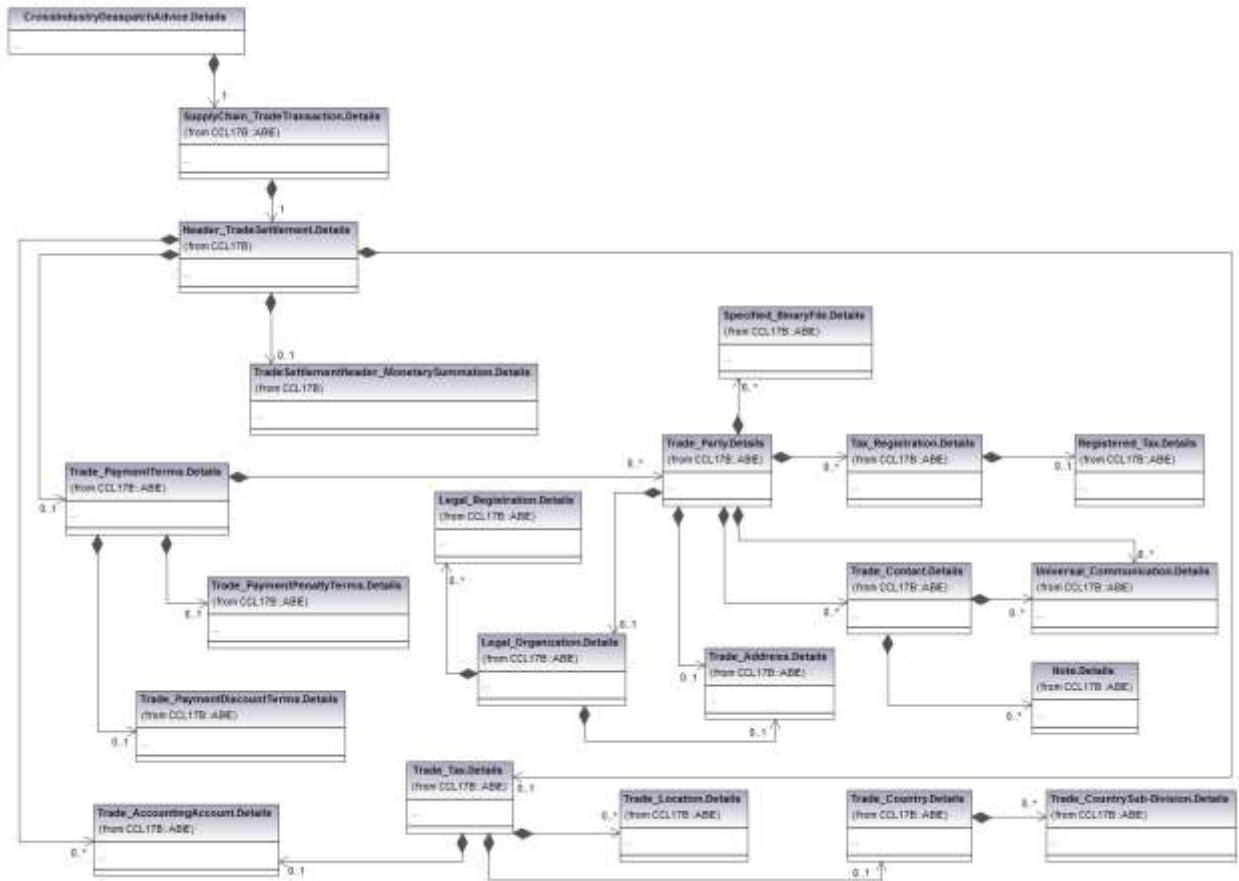 CrossIndustryDespatchAdvice.Details
...
1
SupplyChain_TradeTransaction.Details
(from CCL17B::ABIE)
...
1
Header_TradeSettlement.Details
(from CCL17B)
...
0..1
TradeSettlementHeader_MonetarySummation.Details
(from CCL17B)
...
Specified_BinaryFile.Details
(from CCL17B::ABIE)
...
0..*
Trade_PaymentTerms.Details
(from CCL17B::ABIE)
...
0..1
0..*
Trade_Party.Details
(from CCL17B::ABIE)
...
0..*
Tax_Registration.Details
(from CCL17B::ABIE)
...
0..1
Registered_Tax.Details
(from CCL17B::ABIE)
...
Legal_Registration.Details
(from CCL17B::ABIE)
...
0..*
Trade_PaymentPenaltyTerms.Details
(from CCL17B::ABIE)
...
0..1
0..*
Trade_Contact.Details
(from CCL17B::ABIE)
...
0..*
Universal_Communication.Details
(from CCL17B::ABIE)
...
0..*
0..1
Legal_Organization.Details
(from CCL17B::ABIE)
...
Trade_Address.Details
(from CCL17B::ABIE)
...
0..1
0..1
Note.Details
(from CCL17B::ABIE)
...
0..*
Trade_PaymentDiscountTerms.Details
(from CCL17B::ABIE)
...
0..1
Trade_Tax.Details
(from CCL17B::ABIE)
...
0..1
Trade_AccountingAccount.Details
(from CCL17B::ABIE)
...
0..*
0..1
Trade_Location.Details
(from CCL17B::ABIE)
...
0..*
Trade_Country.Details
(from CCL17B::ABIE)
...
0..1
0..*
Trade_CountrySub-Division.Details
(from CCL17B::ABIE)
...